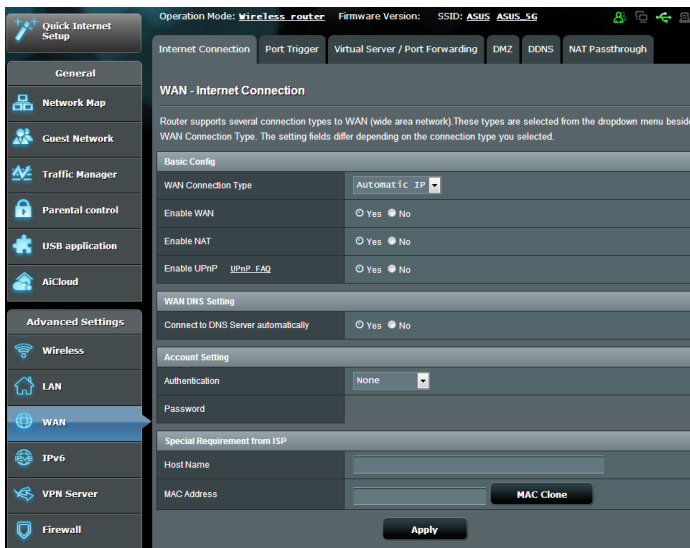 Quick Internet
Setup
Operation Mode: Wireless router Firmware Version: SSID: ASUS ASUS_5G
Internet Connection Port Trigger Virtual Server / Port Forwarding DMZ DDNS NAT Passthrough
General
Network Map
Guest Network
Traffic Manager
Parental control
USB application
AiCloud
Advanced Settings
Wireless
LAN
WAN
IPv6
VPN Server
Firewall
WAN - Internet Connection
Router supports several connection types to WAN (wide area network).These types are selected from the dropdown menu beside
WAN Connection Type. The setting fields differ depending on the connection type you selected.
Basic Config
WAN Connection Type Automatic IP
Enable WAN Yes No
Enable NAT Yes No
Enable UPnP UPnP FAQ Yes No
WAN DNS Setting
Connect to DNS Server automatically Yes No
Account Setting
Authentication None
Password
Special Requirement from ISP
Host Name
MAC Address MAC Clone
Apply